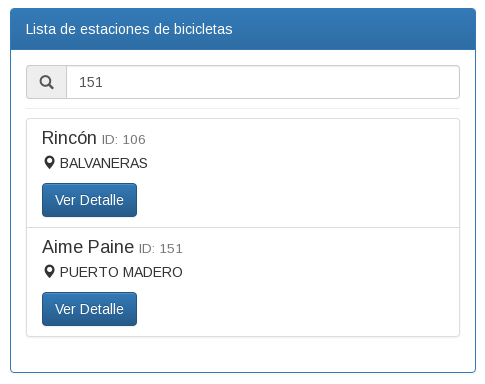 Lista de estaciones de bicicletas
151
Rincón ID: 106
BALVANERAS
Ver Detalle
Aime Paine ID: 151
PUERTO MADERO
Ver Detalle